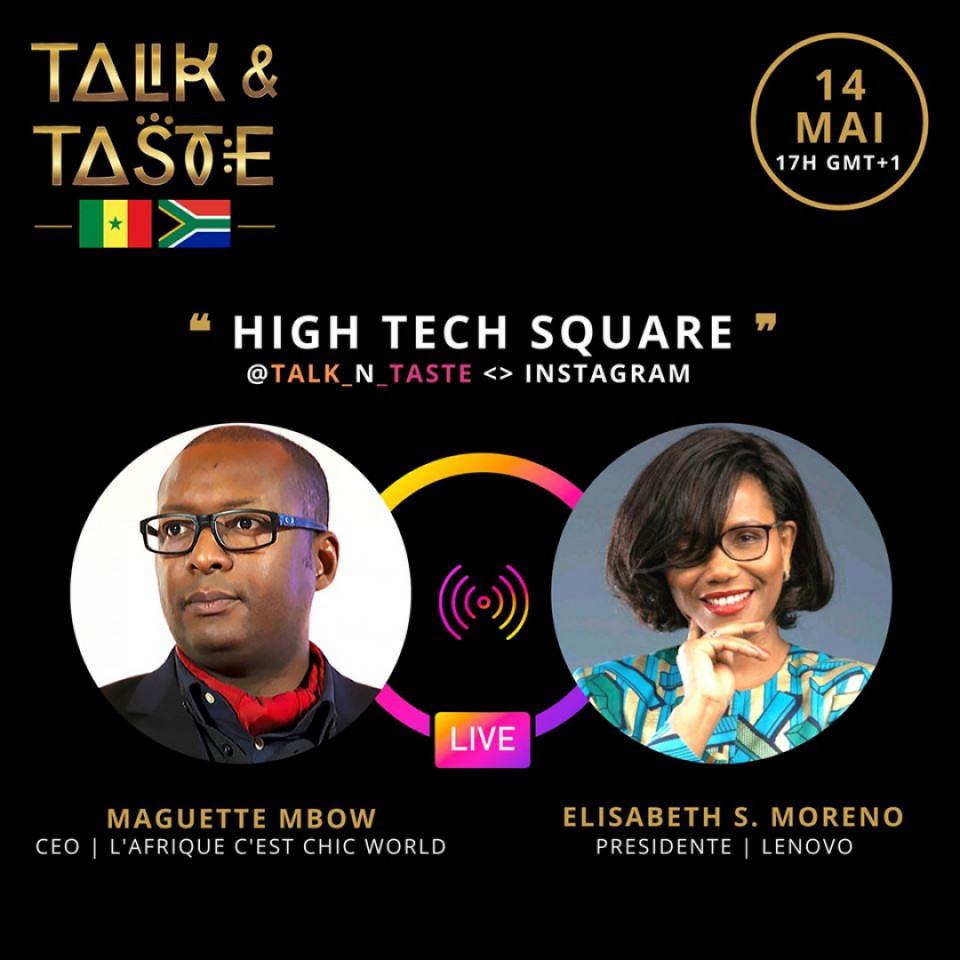 TALK &
TASTE
14
MAI
17H GMT+1
❝ HIGH TECH SQUARE ❞
@TALK_N_TASTE <> INSTAGRAM
LIVE
MAGUETTE MBOW
CEO | L'AFRIQUE C'EST CHIC WORLD
ELISABETH S. MORENO
PRESIDENTE | LENOVO